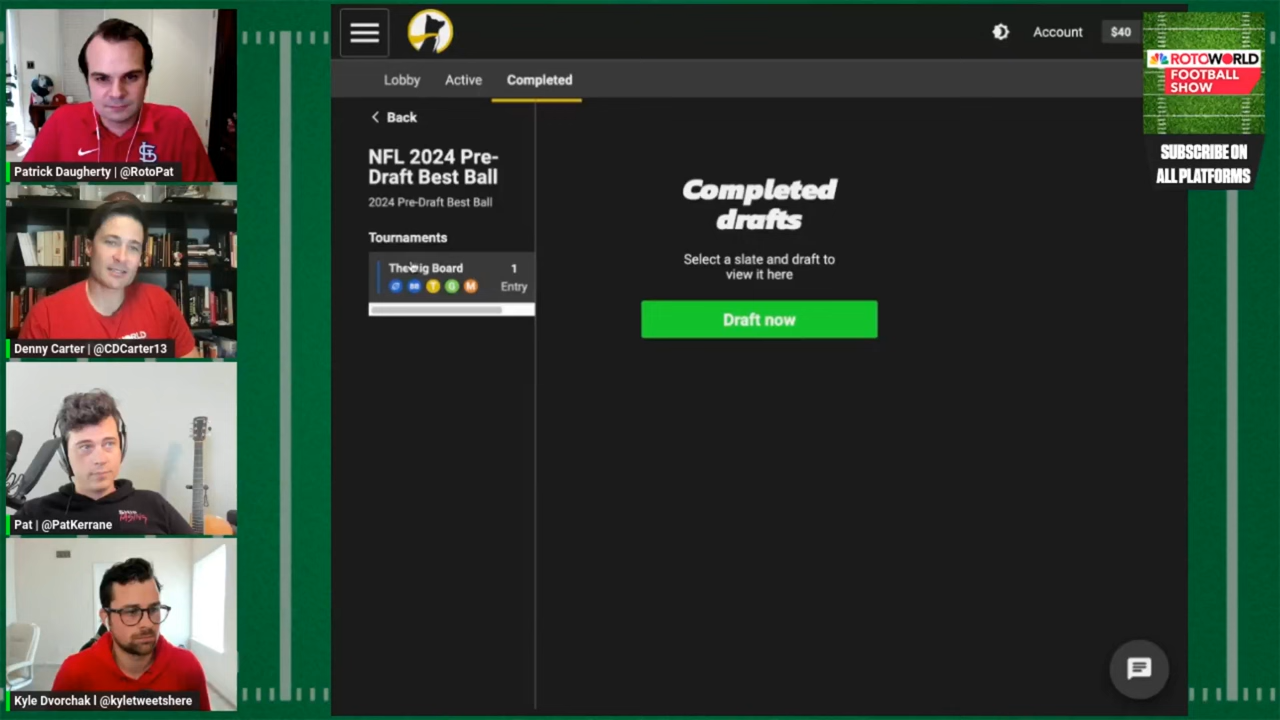 Patrick Daugherty | @RotoPat
Denny Carter | @CDCarter13
Pat | @PatKerrane
Kyle Dvorchak l @kyletweetshere
Account
$40
Lobby
Active
Completed
Back
NFL 2024 Pre-
Draft Best Ball
2024 Pre-Draft Best Ball
Tournaments
The Big Board
1
BB
T
G
M
Entry
Completed
drafts
Select a slate and draft to
view it here
Draft now
ROTOWORLD
FOOTBALL
SHOW
SUBSCRIBE ON
ALL PLATFORMS